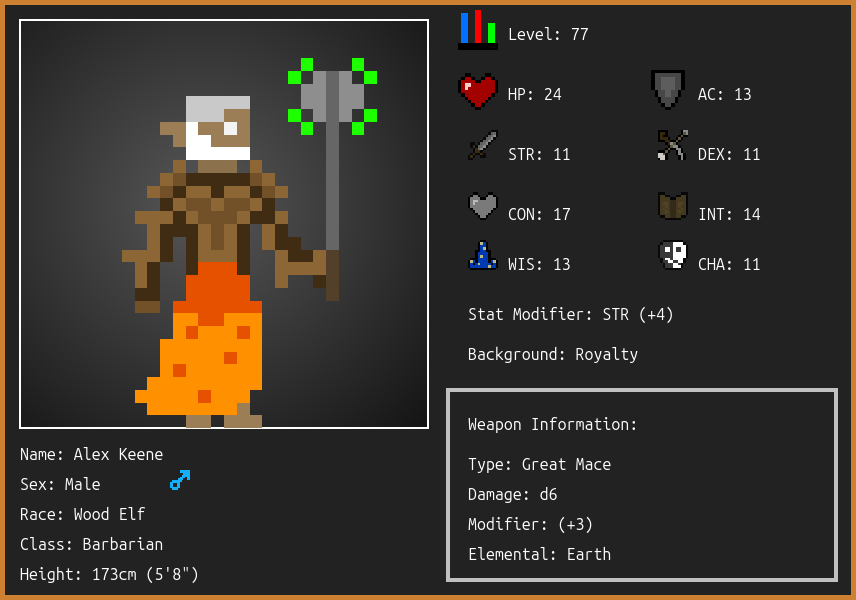 Level: 77
HP: 24
AC: 13
STR: 11
DEX: 11
CON: 17
INT: 14
WIS: 13
CHA: 11
Stat Modifier: STR (+4)
Background: Royalty
Weapon Information:
Type: Great Mace
Damage: d6
Modifier: (+3)
Elemental: Earth
Name: Alex Keene
Sex: Male
Race: Wood Elf
Class: Barbarian
Height: 173cm (5'8")